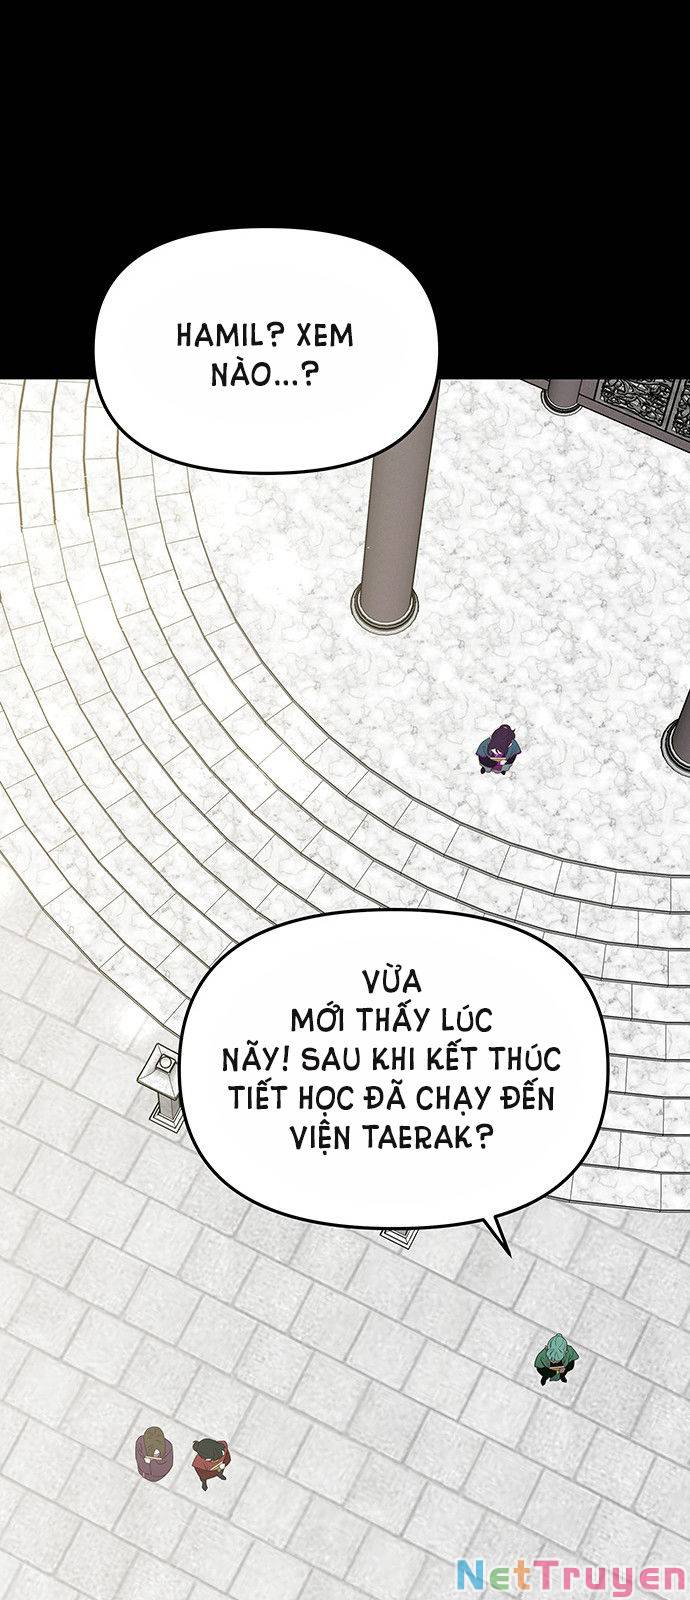 HAMIL? XEM
NÀO...?
VỪA
MỚI THẤY LÚC
NÃY! SAU KHI KẾT THÚC
TIẾT HỌC ĐÃ CHẠY ĐẾN
VIỆN TAERAK?
NetTruyen